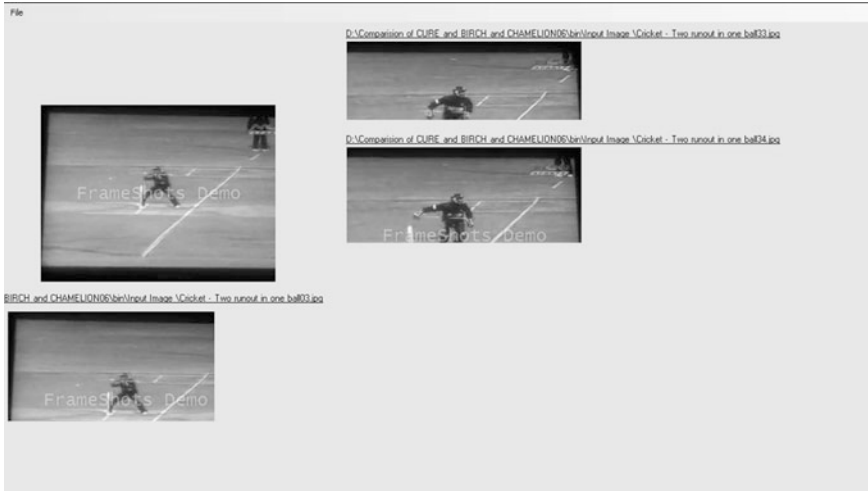 File
D:\Comparision of CURE and BIRCH and CHAMELION06\bin\Input Image \Cricket - Two runout in one ball33.jpg
D:\Comparision of CURE and BIRCH and CHAMELION06\bin\Input Image \Cricket - Two runout in one ball34.jpg
FrameShots Demo
FrameShots Demo
BIRCH and CHAMELION06\bin\Input Image \Cricket - Two runout in one ball03.jpg
FrameShots Demo